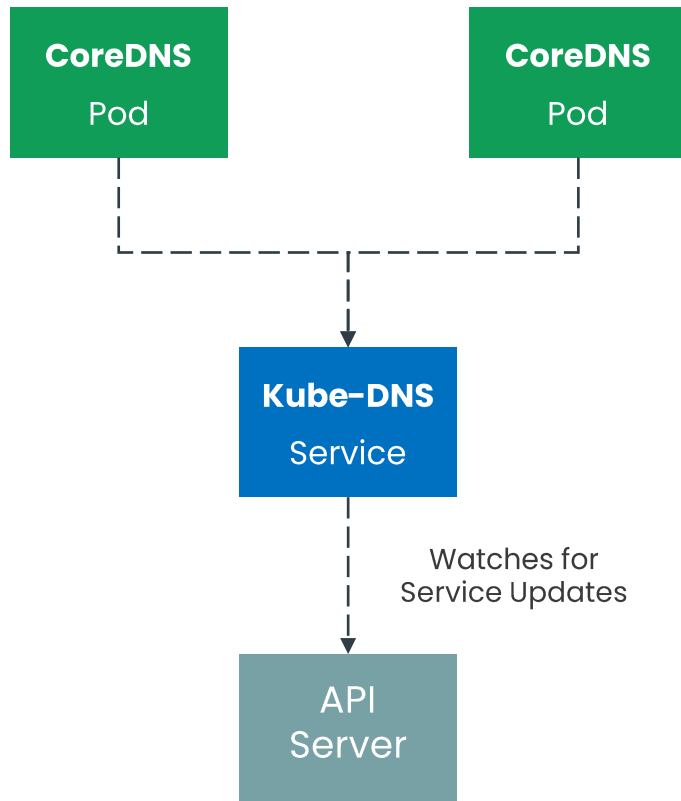 CoreDNS
Pod
CoreDNS
Pod
Kube-DNS
Service
Watches for
Service Updates
API
Server